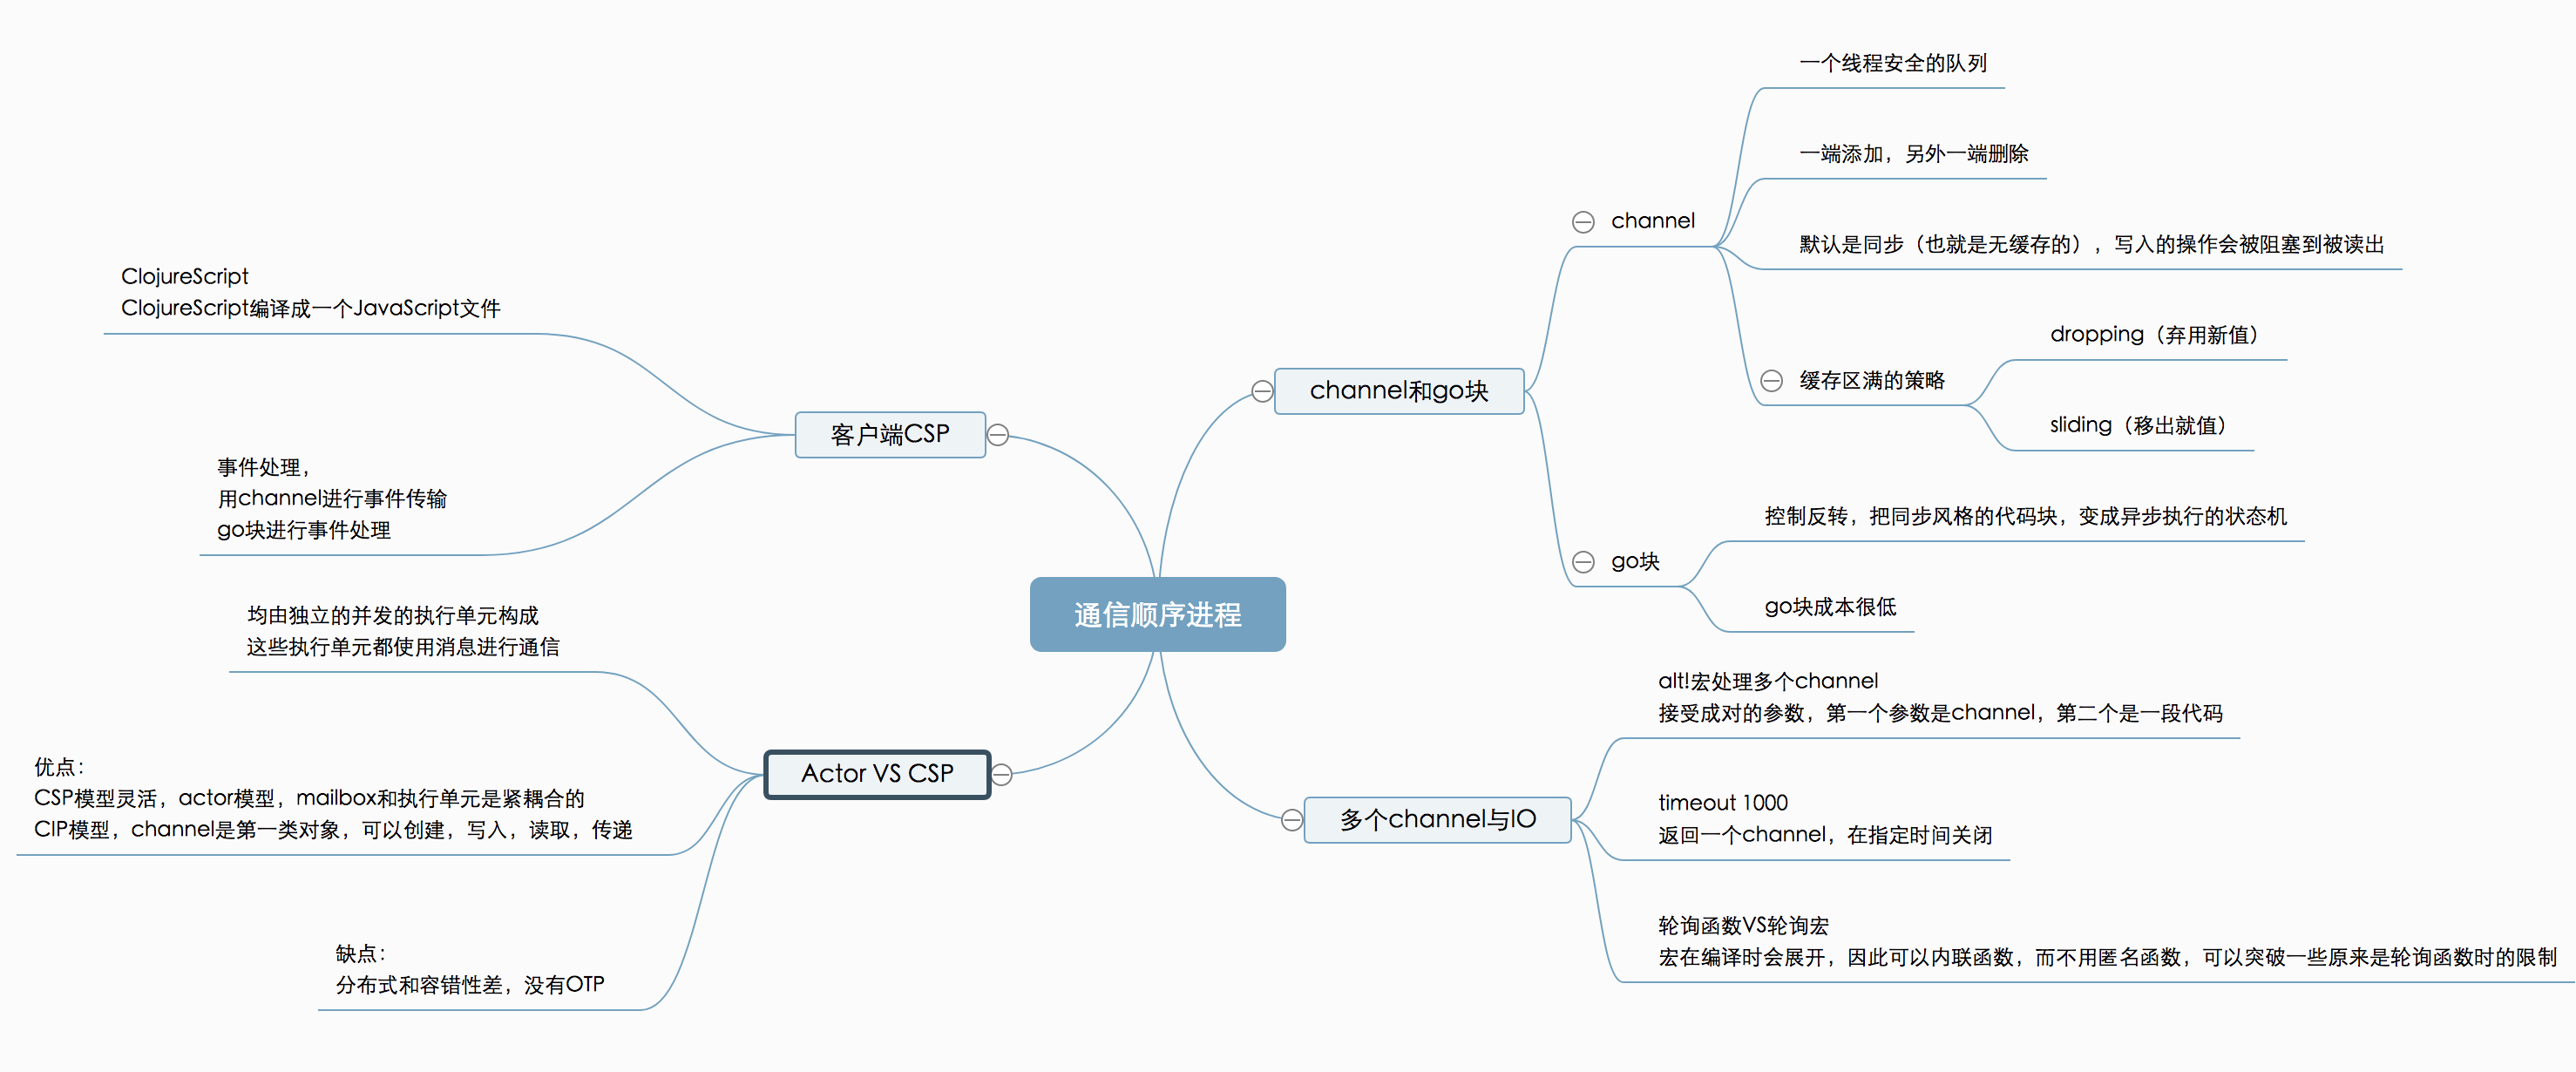 通信顺序进程
channel和go块
channel
一个线程安全的队列
一端添加，另外一端删除
默认是同步（也就是无缓存的），写入的操作会被阻塞到被读出
缓存区满的策略
dropping（弃用新值）
sliding（移出就值）
go块
控制反转，把同步风格的代码块，变成异步执行的状态机
go块成本很低
多个channel与IO
alt!宏处理多个channel
接受成对的参数，第一个参数是channel，第二个是一段代码
timeout 1000
返回一个channel，在指定时间关闭
轮询函数VS轮询宏
宏在编译时会展开，因此可以内联函数，而不用匿名函数，可以突破一些原来是轮询函数时的限制
客户端CSP
ClojureScript
ClojureScript编译成一个JavaScript文件
事件处理，
用channel进行事件传输
go块进行事件处理
Actor VS CSP
均由独立的并发的执行单元构成
这些执行单元都使用消息进行通信
优点：
CSP模型灵活，actor模型，mailbox和执行单元是紧耦合的
CIP模型，channel是第一类对象，可以创建，写入，读取，传递
缺点：
分布式和容错性差，没有OTP